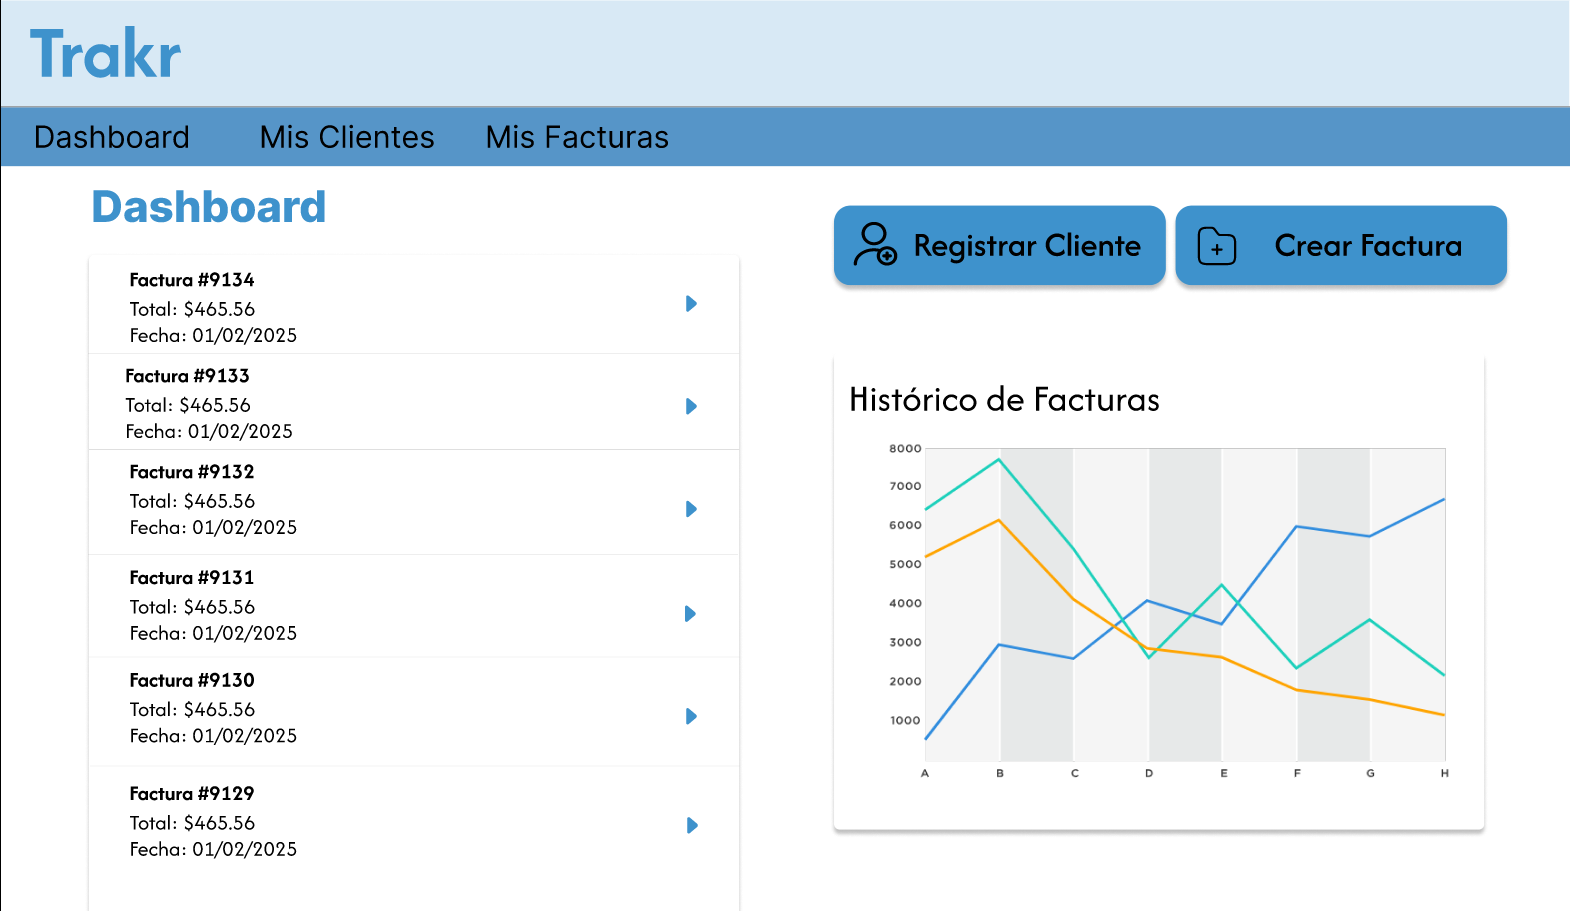 Trakr
Dashboard
Mis Clientes
Mis Facturas
Dashboard
Factura #9134
Total: $465.56
Fecha: 01/02/2025
Factura #9133
Total: $465.56
Fecha: 01/02/2025
Factura #9132
Total: $465.56
Fecha: 01/02/2025
Factura #9131
Total: $465.56
Fecha: 01/02/2025
Factura #9130
Total: $465.56
Fecha: 01/02/2025
Factura #9129
Total: $465.56
Fecha: 01/02/2025
Registrar Cliente
Crear Factura
Histórico de Facturas
8000
7000
6000
5000
4000
3000
2000
1000
A B C D E F G H